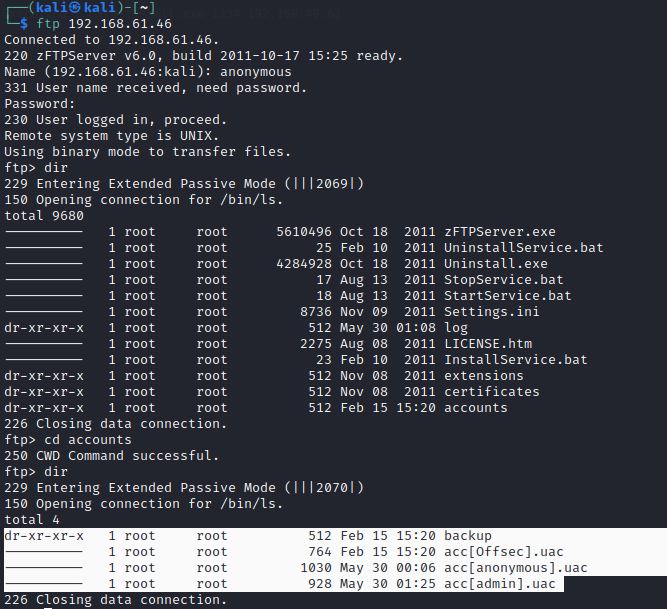 (kali㉿kali)-[~]
$ ftp 192.168.61.46
Connected to 192.168.61.46.
220 zFTPServer v6.0, build 2011-10-17 15:25 ready.
Name (192.168.61.46:kali): anonymous
331 User name received, need password.
Password:
230 User logged in, proceed.
Remote system type is UNIX.
Using binary mode to transfer files.
ftp> dir
229 Entering Extended Passive Mode (|||2069|)
150 Opening connection for /bin/ls.
total 9680
---------- 1 root root 5610496 Oct 18 2011 zFTPServer.exe
---------- 1 root root 25 Feb 10 2011 UninstallService.bat
---------- 1 root root 4284928 Oct 18 2011 Uninstall.exe
---------- 1 root root 17 Aug 13 2011 StopService.bat
---------- 1 root root 18 Aug 13 2011 StartService.bat
---------- 1 root root 8736 Nov 09 2011 Settings.ini
dr-xr-xr-x 1 root root 512 May 30 01:08 log
---------- 1 root root 2275 Aug 08 2011 LICENSE.htm
---------- 1 root root 23 Feb 10 2011 InstallService.bat
dr-xr-xr-x 1 root root 512 Nov 08 2011 extensions
dr-xr-xr-x 1 root root 512 Nov 08 2011 certificates
dr-xr-xr-x 1 root root 512 Feb 15 15:20 accounts
226 Closing data connection.
ftp> cd accounts
250 CWD Command successful.
ftp> dir
229 Entering Extended Passive Mode (|||2070|)
150 Opening connection for /bin/ls.
total 4
dr-xr-xr-x 1 root root 512 Feb 15 15:20 backup
---------- 1 root root 764 Feb 15 15:20 acc[Offsec].uac
---------- 1 root root 1030 May 30 00:06 acc[anonymous].uac
---------- 1 root root 928 May 30 01:25 acc[admin].uac
226 Closing data connection.